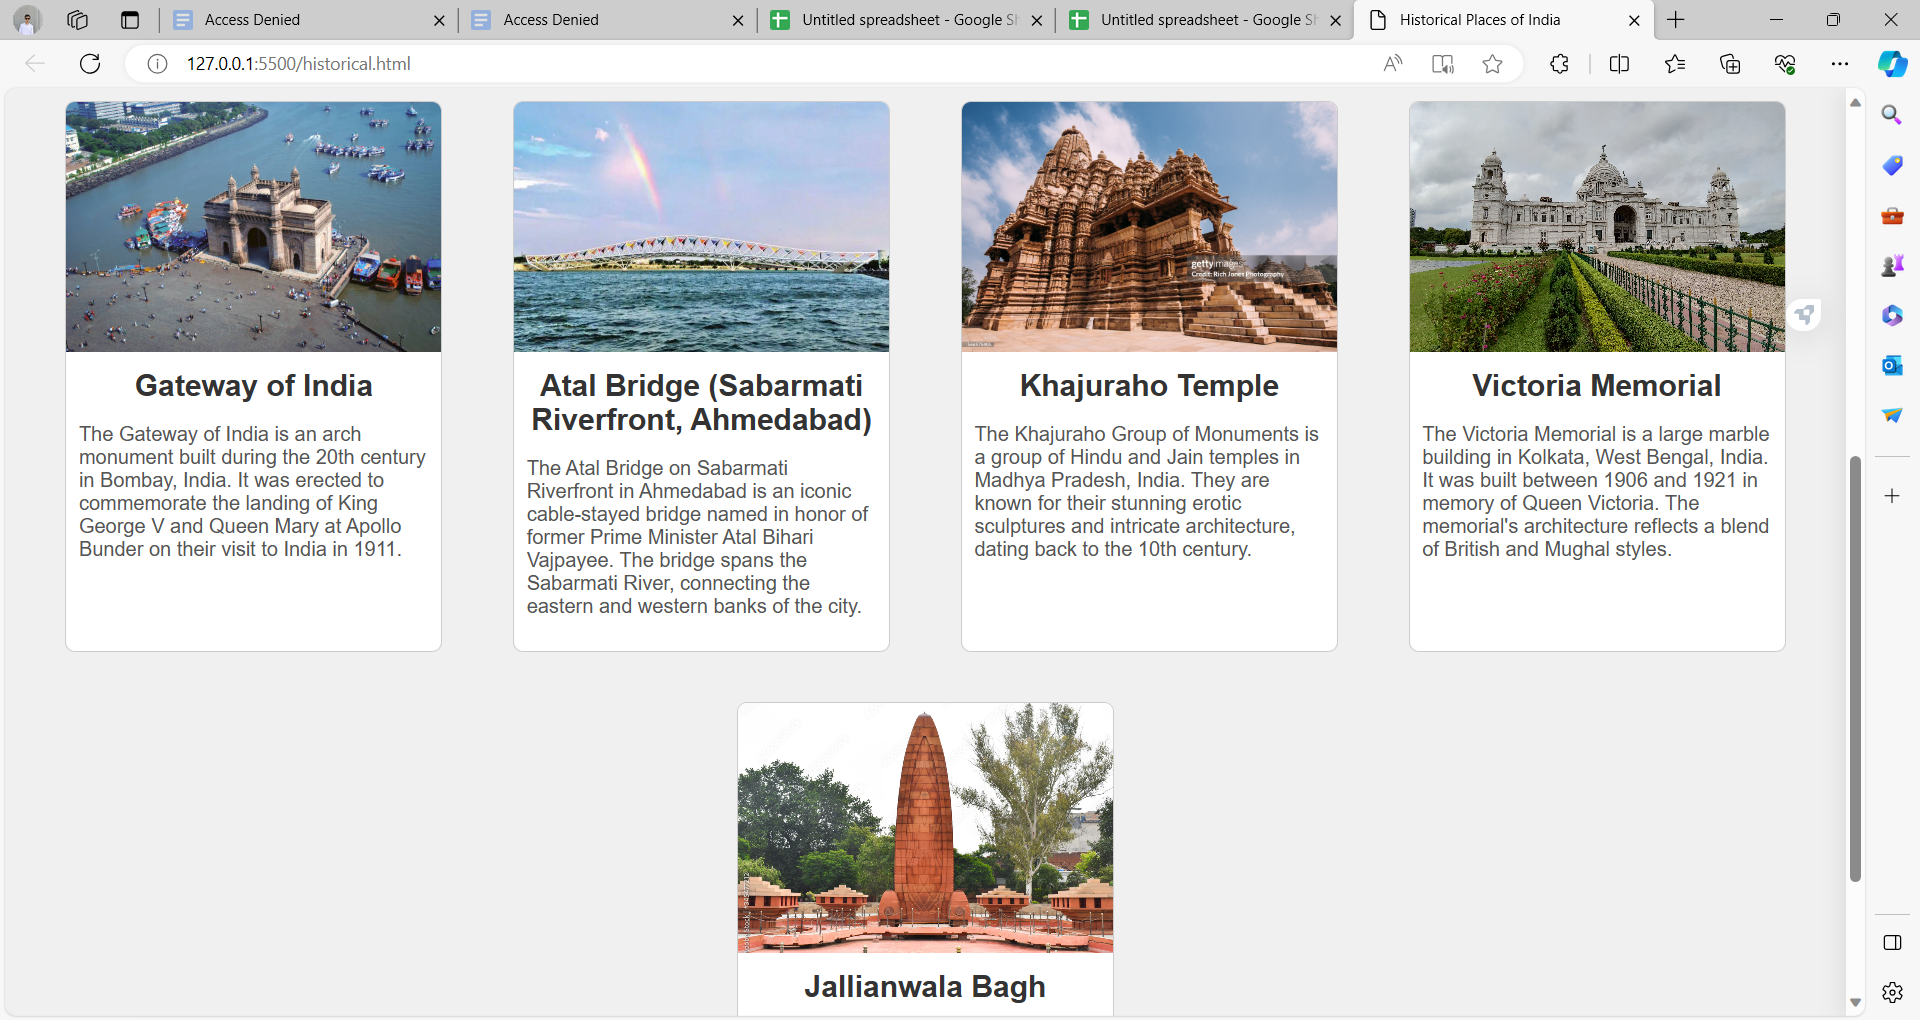 Access Denied
Access Denied
Untitled spreadsheet - Google Sh
Untitled spreadsheet - Google Sh
Historical Places of India
127.0.0.1:5500/historical.html
gettyimages
Credit: Rich Jones Photography
Gateway of India
The Gateway of India is an arch
monument built during the 20th century
in Bombay, India. It was erected to
commemorate the landing of King
George V and Queen Mary at Apollo
Bunder on their visit to India in 1911.
Atal Bridge (Sabarmati
Riverfront, Ahmedabad)
The Atal Bridge on Sabarmati
Riverfront in Ahmedabad is an iconic
cable-stayed bridge named in honor of
former Prime Minister Atal Bihari
Vajpayee. The bridge spans the
Sabarmati River, connecting the
eastern and western banks of the city.
Khajuraho Temple
The Khajuraho Group of Monuments is
a group of Hindu and Jain temples in
Madhya Pradesh, India. They are
known for their stunning erotic
sculptures and intricate architecture,
dating back to the 10th century.
Victoria Memorial
The Victoria Memorial is a large marble
building in Kolkata, West Bengal, India.
It was built between 1906 and 1921 in
memory of Queen Victoria. The
memorial's architecture reflects a blend
of British and Mughal styles.
Jallianwala Bagh